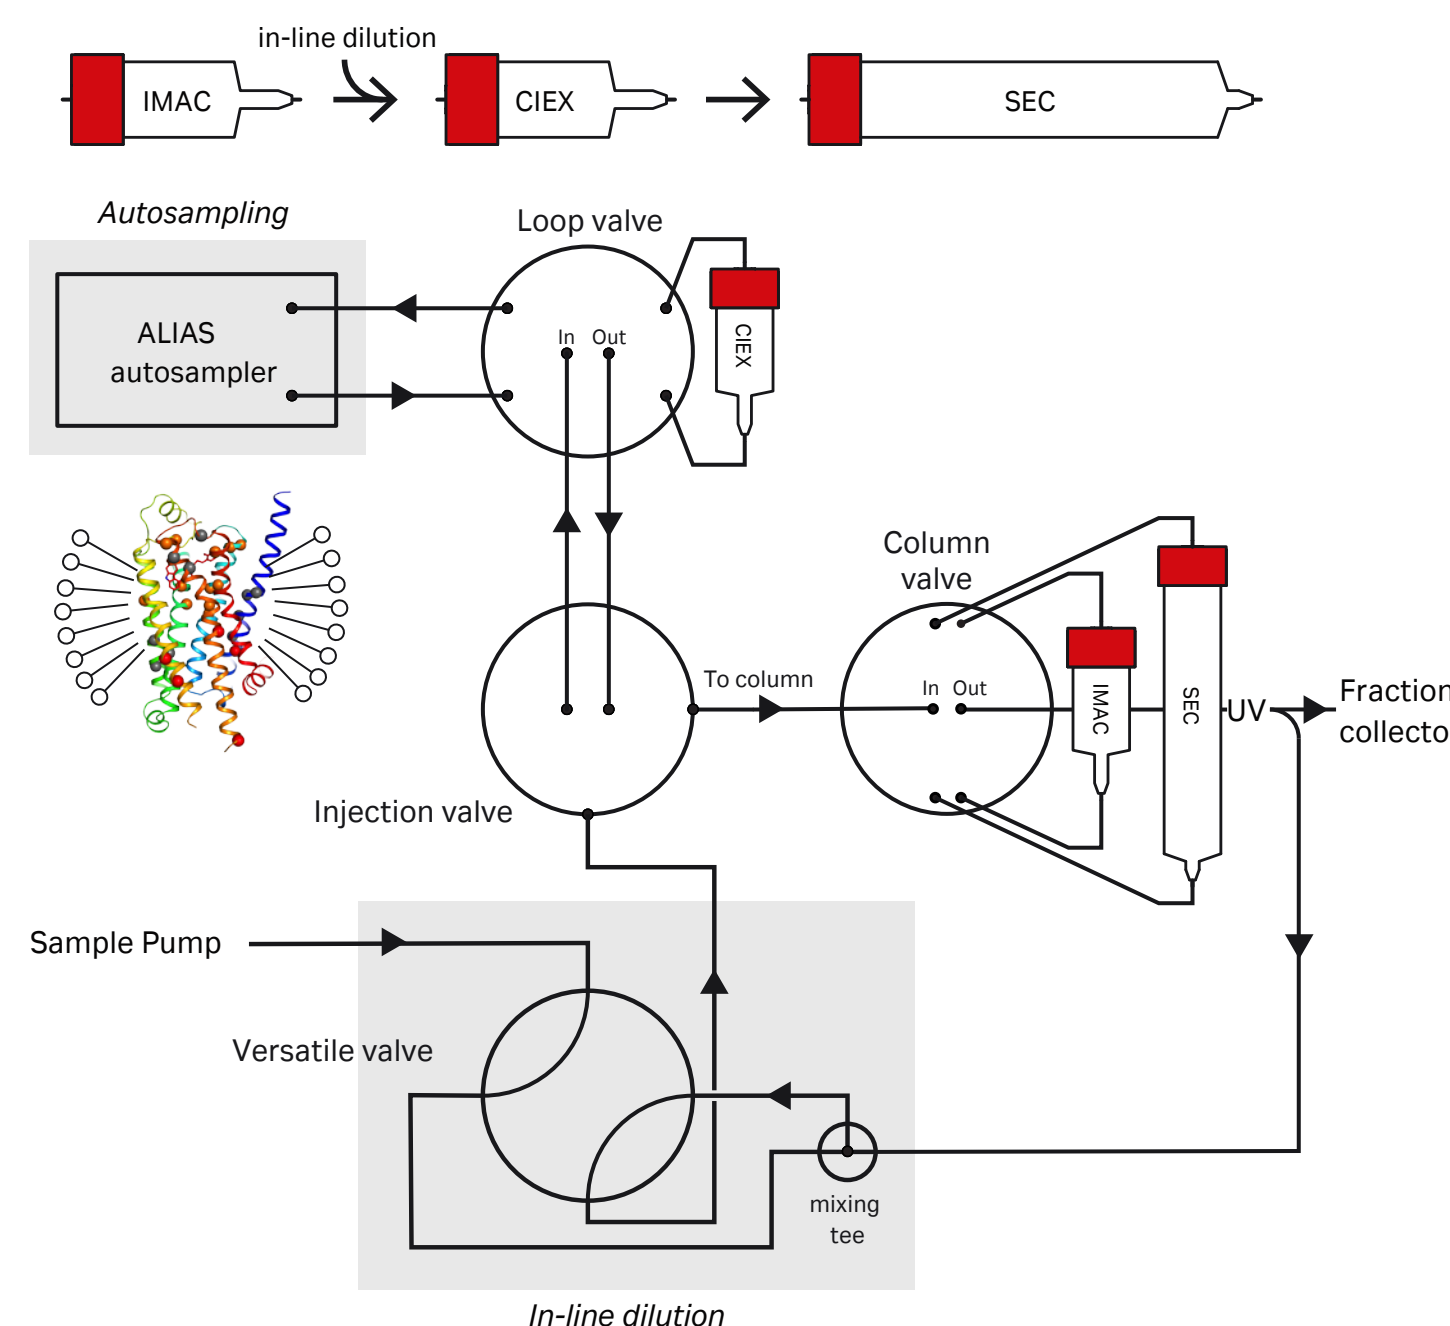 in-line dilution
IMAC
CIEX
SEC
Autosampling
Loop valve
ALIAS
autosampler
In Out
CIEX
Column
valve
To column
In Out
IMAC
SEC
UV
Fraction
collecto
Injection valve
Sample Pump
Versatile valve
mixing
tee
In-line dilution